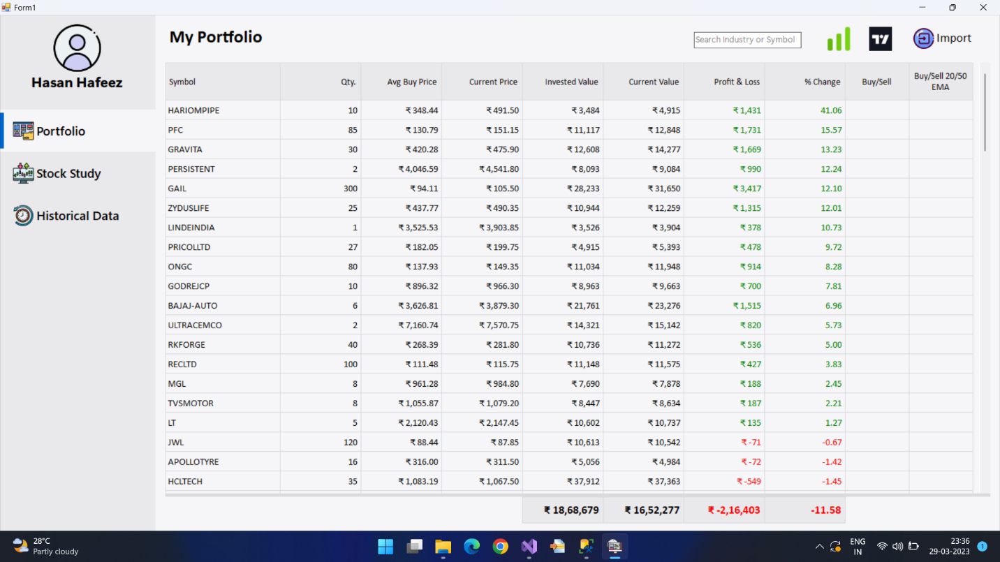 Form1
Hasan Hafeez
Portfolio
Stock Study
Historical Data
My Portfolio
Search Industry or Symbol
Import
Symbol Qty. Avg Buy Price Current Price Invested Value Current Value Profit & Loss % Change Buy/Sell Buy/Sell 20/50 EMA
HARIOMPIPE 10 ₹ 348.44 ₹ 491.50 ₹ 3,484 ₹ 4,915 ₹ 1,431 41.06
PFC 85 ₹ 130.79 ₹ 151.15 ₹ 11,117 ₹ 12,848 ₹ 1,731 15.57
GRAVITA 30 ₹ 420.28 ₹ 475.90 ₹ 12,608 ₹ 14,277 ₹ 1,669 13.23
PERSISTENT 2 ₹ 4,046.59 ₹ 4,541.80 ₹ 8,093 ₹ 9,084 ₹ 990 12.24
GAIL 300 ₹ 94.11 ₹ 105.50 ₹ 28,233 ₹ 31,650 ₹ 3,417 12.10
ZYDUSLIFE 25 ₹ 437.77 ₹ 490.35 ₹ 10,944 ₹ 12,259 ₹ 1,315 12.01
LINDEINDIA 1 ₹ 3,525.53 ₹ 3,903.85 ₹ 3,526 ₹ 3,904 ₹ 378 10.73
PRICOLLTD 27 ₹ 182.05 ₹ 199.75 ₹ 4,915 ₹ 5,393 ₹ 478 9.72
ONGC 80 ₹ 137.93 ₹ 149.35 ₹ 11,034 ₹ 11,948 ₹ 914 8.28
GODREJCP 10 ₹ 896.32 ₹ 966.30 ₹ 8,963 ₹ 9,663 ₹ 700 7.81
BAJAJ-AUTO 6 ₹ 3,626.81 ₹ 3,879.30 ₹ 21,761 ₹ 23,276 ₹ 1,515 6.96
ULTRACEMCO 2 ₹ 7,160.74 ₹ 7,570.75 ₹ 14,321 ₹ 15,142 ₹ 820 5.73
RKFORGE 40 ₹ 268.39 ₹ 281.80 ₹ 10,736 ₹ 11,272 ₹ 536 5.00
RECLTD 100 ₹ 111.48 ₹ 115.75 ₹ 11,148 ₹ 11,575 ₹ 427 3.83
MGL 8 ₹ 961.28 ₹ 984.80 ₹ 7,690 ₹ 7,878 ₹ 188 2.45
TVSMOTOR 8 ₹ 1,055.87 ₹ 1,079.20 ₹ 8,447 ₹ 8,634 ₹ 187 2.21
LT 5 ₹ 2,120.43 ₹ 2,147.45 ₹ 10,602 ₹ 10,737 ₹ 135 1.27
JWL 120 ₹ 88.44 ₹ 87.85 ₹ 10,613 ₹ 10,542 ₹ -71 -0.67
APOLLOTYRE 16 ₹ 316.00 ₹ 311.50 ₹ 5,056 ₹ 4,984 ₹ -72 -1.42
HCLTECH 35 ₹ 1,083.19 ₹ 1,067.50 ₹ 37,912 ₹ 37,363 ₹ -549 -1.45
₹ 18,68,679 ₹ 16,52,277 ₹ -2,16,403 -11.58
28°C
Partly cloudy
ENG
IN
23:36
29-03-2023
1